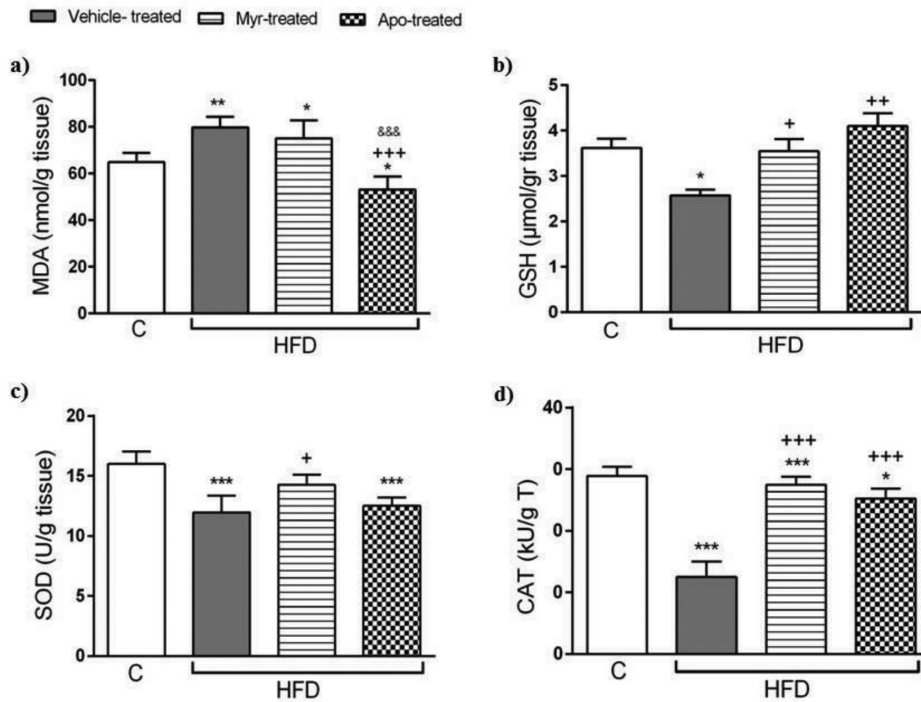 Vehicle- treated Myr-treated Apo-treated
a)
MDA (nmol/g tissue)
100
80
60
40
20
0
**
*
&&&
+++
*
C
HFD
b)
GSH (µmol/gr tissue)
5
4
3
2
1
0
*
+
++
C
HFD
c)
SOD (U/g tissue)
20
15
10
5
0
***
+
***
C
HFD
d)
CAT (kU/g T)
40
0
0
0
0
***
+++
***
+++
*
C
HFD